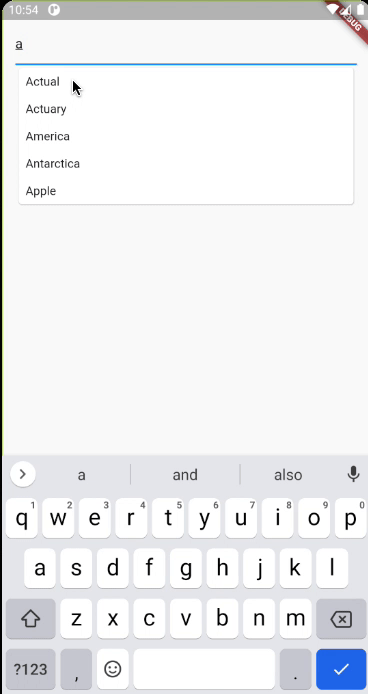 10:54
DEBUG
a
Actual
Actuary
America
Antarctica
Apple
a and also
1 2 3 4 5 6 7 8 9 0
q w e r t y u i o p
a s d f g h j k l
z x c v b n m
?123 , .